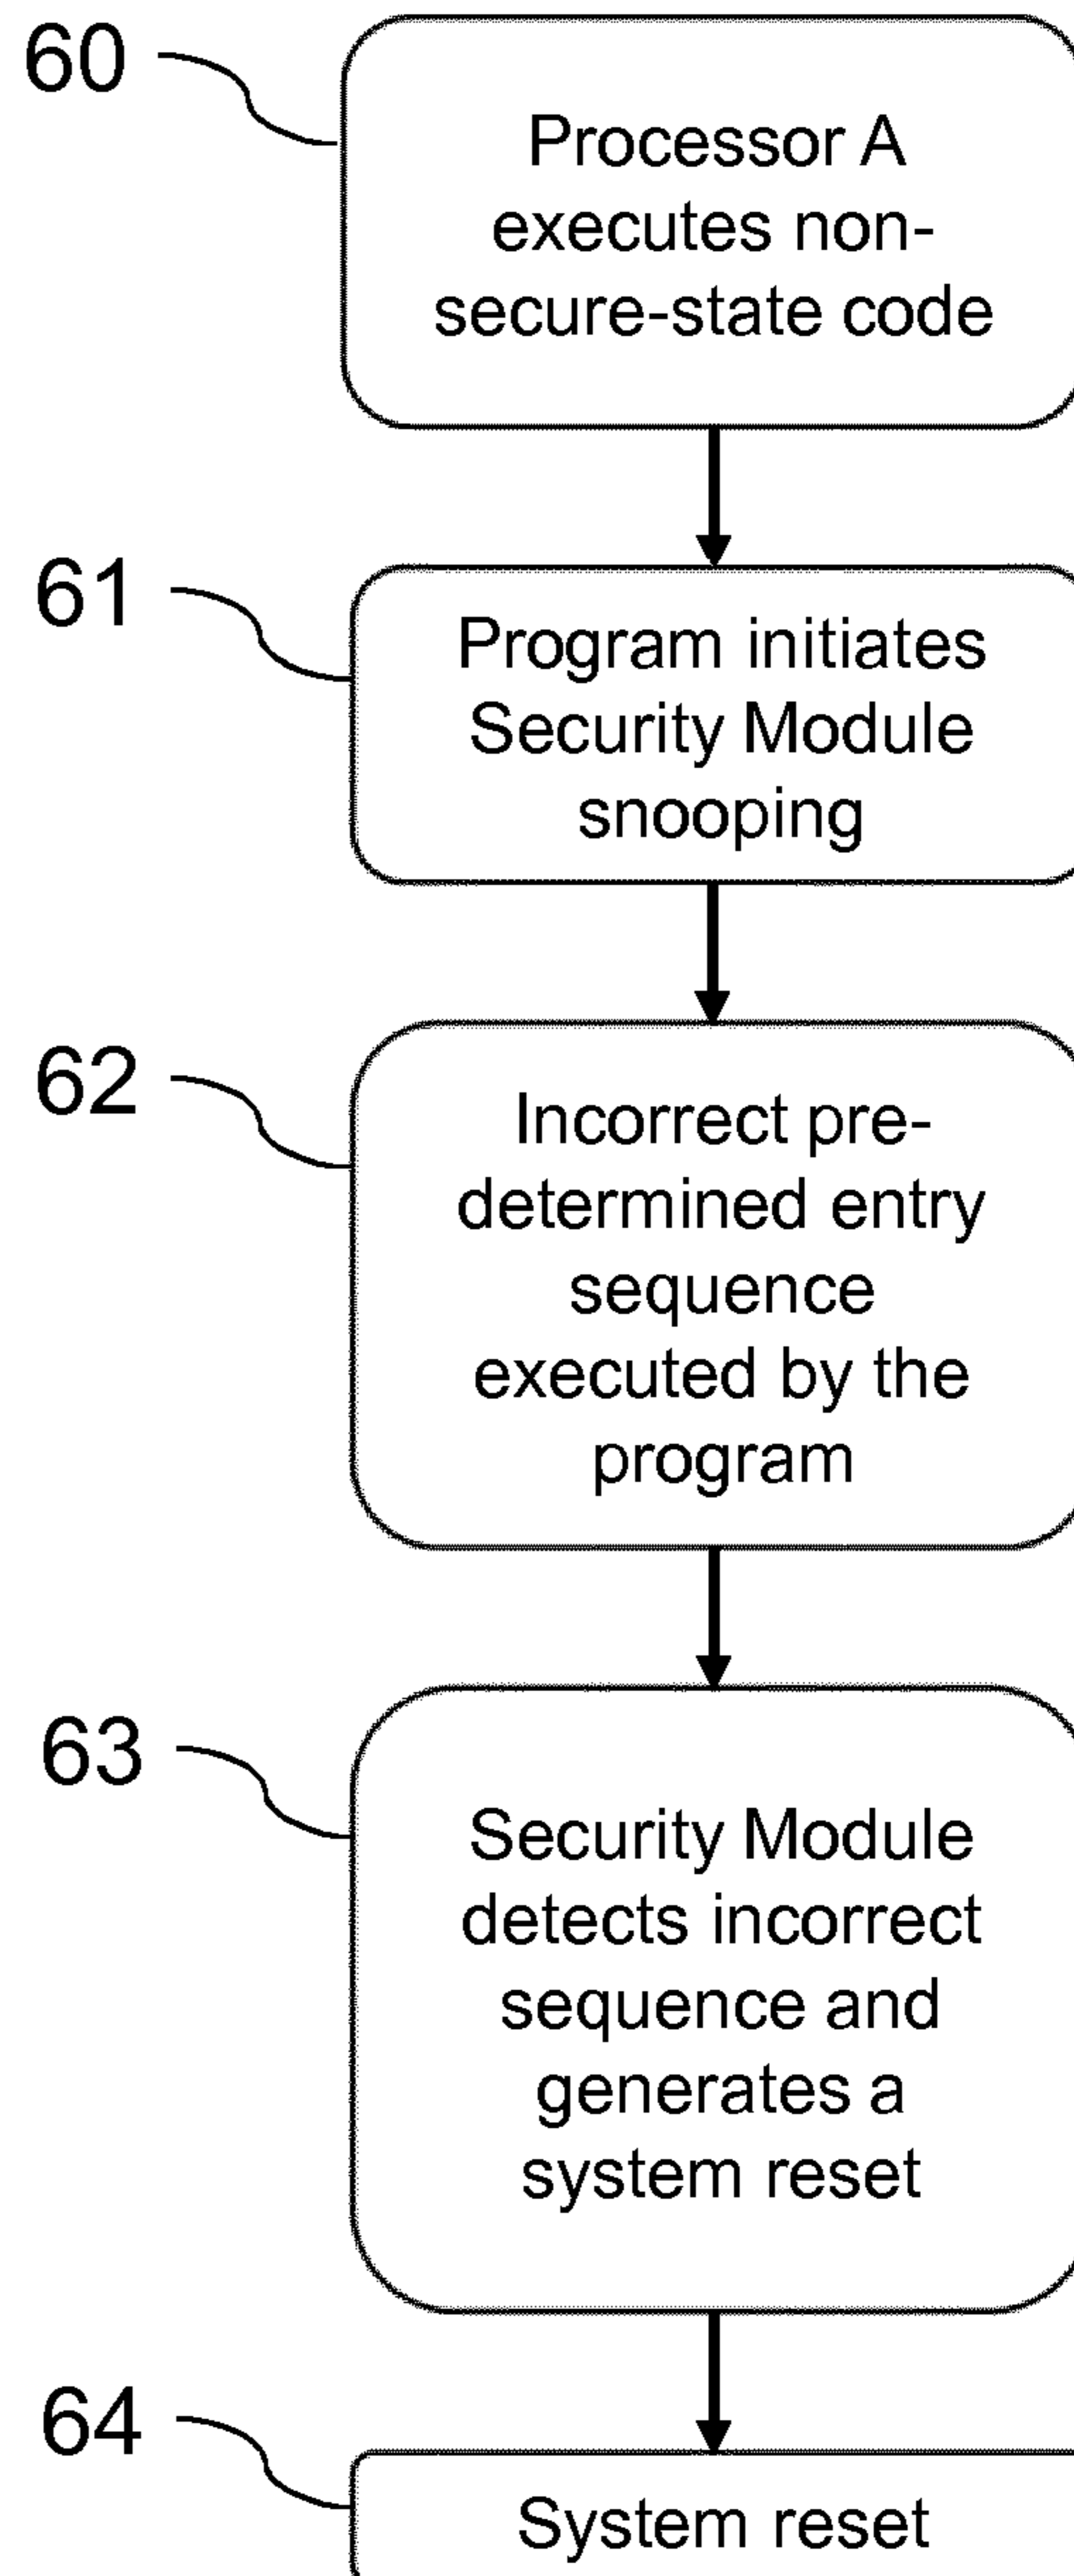 60
Processor A
executes non-
secure-state code
61
Program initiates
Security Module
snooping
62
Incorrect pre-
determined entry
sequence
executed by the
program
63
Security Module
detects incorrect
sequence and
generates a
system reset
64
System reset